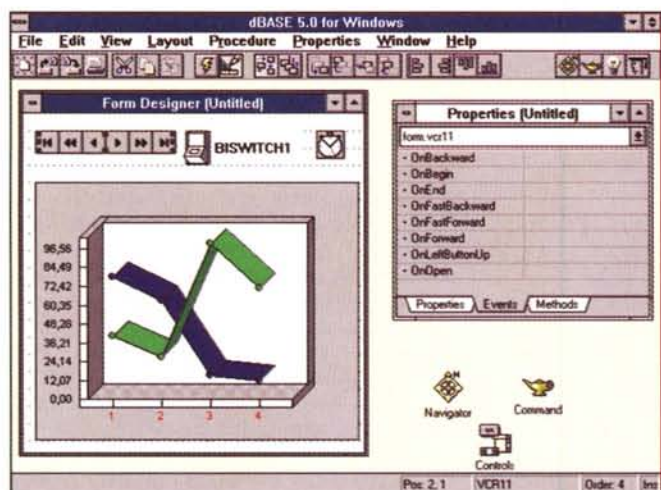 dBASE 5.0 for Windows
File Edit View Layout Procedure Properties Window Help
Form Designer (Untitled)
BISWITCH1
96,56
84,49
72,42
60,35
48,28
36,21
24,14
12,07
0,00
1 2 3 4
Properties (Untitled)
form.vcr11
- OnBackward
- OnBegin
- OnEnd
- OnFastBackward
- OnFastForward
- OnForward
- OnLeftButtonUp
- OnOpen
Properties Events Methods
N
Navigator
Command
Controls
Pos: 2, 1 VCR11 Order: 4 Ins